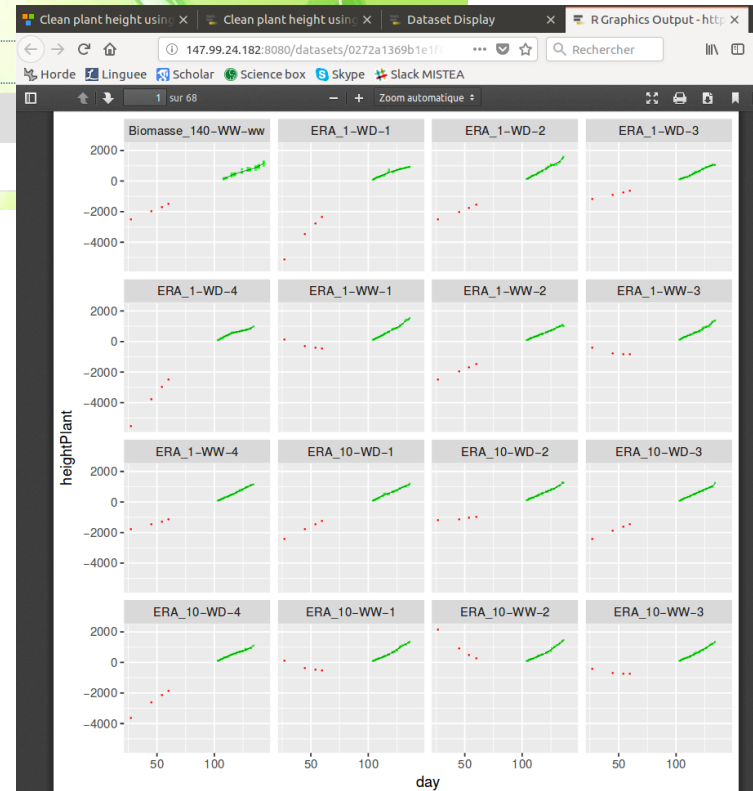 Clean plant height using
Clean plant height using
Dataset Display
R Graphics Output - http
147.99.24.182:8080/datasets/0272a1369b1e1f
Rechercher
Horde Linguee Scholar Science box Skype Slack MISTEA
1 sur 68
Zoom automatique
Biomasse_140-WW-ww ERA_1-WD-1 ERA_1-WD-2 ERA_1-WD-3
2000
0
-2000
-4000
ERA_1-WD-4 ERA_1-WW-1 ERA_1-WW-2 ERA_1-WW-3
2000
0
-2000
-4000
heightPlant
ERA_1-WW-4 ERA_10-WD-1 ERA_10-WD-2 ERA_10-WD-3
2000
0
-2000
-4000
ERA_10-WD-4 ERA_10-WW-1 ERA_10-WW-2 ERA_10-WW-3
2000
0
-2000
-4000
50 100 50 100 50 100 50 100
day